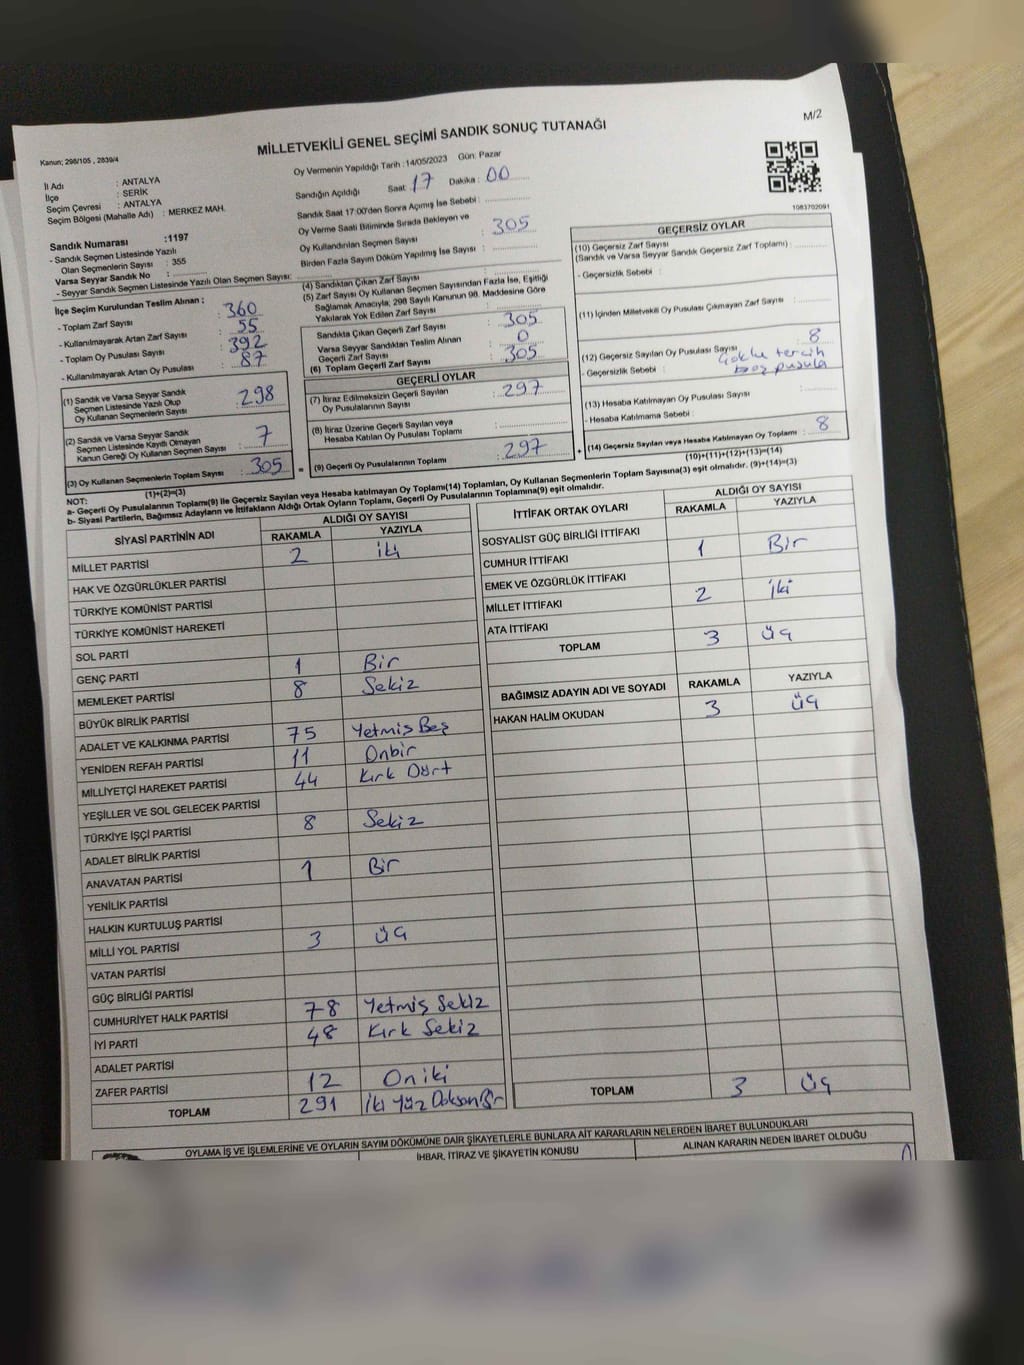 M/2
MİLLETVEKİLİ GENEL SEÇİMİ SANDIK SONUÇ TUTANAĞI
Kanun; 298/105 , 2839/4
Oy Vermenin Yapıldığı Tarih : 14/05/2023 Gün: Pazar
İl Adı : ANTALYA
İlçe : SERİK
Seçim Çevresi : ANTALYA
Seçim Bölgesi (Mahalle Adı) : MERKEZ MAH.
Sandığın Açıldığı Saat : 17 Dakika : 00
Sandık Saat 17:00'den Sonra Açımış İse Sebebi :
Oy Verme Saati Bitiminde Sırada Bekleyen ve
Oy Kullandırılan Seçmen Sayısı : 305
Birden Fazla Sayım Döküm Yapılmış İse Sayısı :
1083702091
Sandık Numarası :1197
- Sandık Seçmen Listesinde Yazılı
Olan Seçmenlerin Sayısı : 355
Varsa Seyyar Sandık No :
- Seyyar Sandık Seçmen Listesinde Yazılı Olan Seçmen Sayısı:
İlçe Seçim Kurulundan Teslim Alınan ;
- Toplam Zarf Sayısı : 360
- Kullanılmayarak Artan Zarf Sayısı : 55
- Toplam Oy Pusulası Sayısı : 392
- Kullanılmayarak Artan Oy Pusulası : 87
(1) Sandık ve Varsa Seyyar Sandık
Seçmen Listesinde Yazılı Olup
Oy Kullanan Seçmenlerin Sayısı : 298
(2) Sandık ve Varsa Seyyar Sandık
Seçmen Listesinde Kayıtlı Olmayan
Kanun Gereği Oy Kullanan Seçmen Sayısı : 7
(3) Oy Kullanan Seçmenlerin Toplam Sayısı : 305
(1)+(2)=(3)
(4) Sandıktan Çıkan Zarf Sayısı
(5) Zarf Sayısı Oy Kullanan Seçmen Sayısından Fazla İse, Eşitliği
Sağlamak Amacıyla; 298 Sayılı Kanunun 98. Maddesine Göre
Yakılarak Yok Edilen Zarf Sayısı :
Sandıkta Çıkan Geçerli Zarf Sayısı : 305
Varsa Seyyar Sandıktan Teslim Alınan
Geçerli Zarf Sayısı : 0
(6) Toplam Geçerli Zarf Sayısı : 305
GEÇERLİ OYLAR
(7) İtiraz Edilmeksizin Geçerli Sayılan
Oy Pusulalarının Sayısı : 297
(8) İtiraz Üzerine Geçerli Sayılan veya
Hesaba Katılan Oy Pusulası Toplamı :
(9) Geçerli Oy Pusulalarının Toplamı : 297
GEÇERSİZ OYLAR
(10) Geçersiz Zarf Sayısı
(Sandık ve Varsa Seyyar Sandık Geçersiz Zarf Toplamı) :
- Geçersizlik Sebebi :
(11) İçinden Milletvekili Oy Pusulası Çıkmayan Zarf Sayısı :
(12) Geçersiz Sayılan Oy Pusulası Sayısı : 8
- Geçersizlik Sebebi : Çoklu tercih
boş pusula
(13) Hesaba Katılmayan Oy Pusulası Sayısı :
- Hesaba Katılmama Sebebi :
(14) Geçersiz Sayılan veya Hesaba Katılmayan Oy Toplamı : 8
(10)+(11)+(12)+(13)=(14)
NOT:
a- Geçerli Oy Pusulalarının Toplamı(9) ile Geçersiz Sayılan veya Hesaba katılmayan Oy Toplamı(14) Toplamları, Oy Kullanan Seçmenlerin Toplam Sayısına(3) eşit olmalıdır. (9)+(14)=(3)
b- Siyasi Partilerin, Bağımsız Adayların ve İttifakların Aldığı Ortak Oyların Toplamı, Geçerli Oy Pusulalarının Toplamına(9) eşit olmalıdır.
SİYASİ PARTİNİN ADI ALDIĞI OY SAYISI
RAKAMLA YAZIYLA
MİLLET PARTİSİ 2 iki
HAK VE ÖZGÜRLÜKLER PARTİSİ
TÜRKİYE KOMÜNİST PARTİSİ
TÜRKİYE KOMÜNİST HAREKETİ
SOL PARTİ
GENÇ PARTİ 1 Bir
MEMLEKET PARTİSİ 8 Sekiz
BÜYÜK BİRLİK PARTİSİ
ADALET VE KALKINMA PARTİSİ 75 Yetmiş Beş
YENİDEN REFAH PARTİSİ 11 Onbir
MİLLİYETÇİ HAREKET PARTİSİ 44 Kırk Dört
YEŞİLLER VE SOL GELECEK PARTİSİ
TÜRKİYE İŞÇİ PARTİSİ 8 Sekiz
ADALET BİRLİK PARTİSİ
ANAVATAN PARTİSİ 1 Bir
YENİLİK PARTİSİ
HALKIN KURTULUŞ PARTİSİ
MİLLİ YOL PARTİSİ 3 üç
VATAN PARTİSİ
GÜÇ BİRLİĞİ PARTİSİ
CUMHURİYET HALK PARTİSİ 78 Yetmiş Sekiz
İYİ PARTİ 48 Kırk Sekiz
ADALET PARTİSİ
ZAFER PARTİSİ 12 Oniki
TOPLAM 291 iki Yüz DoksanBir
İTTİFAK ORTAK OYLARI ALDIĞI OY SAYISI
RAKAMLA YAZIYLA
SOSYALİST GÜÇ BİRLİĞİ İTTİFAKI
CUMHUR İTTİFAKI 1 Bir
EMEK VE ÖZGÜRLÜK İTTİFAKI
MİLLET İTTİFAKI 2 iki
ATA İTTİFAKI
TOPLAM 3 üç
BAĞIMSIZ ADAYIN ADI VE SOYADI RAKAMLA YAZIYLA
HAKAN HALİM OKUDAN 3 üç
TOPLAM 3 üç
OYLAMA İŞ VE İŞLEMLERİNE VE OYLARIN SAYIM DÖKÜMÜNE DAİR ŞİKAYETLERLE BUNLARA AİT KARARLARIN NELERDEN İBARET BULUNDUKLARI
İHBAR, İTİRAZ VE ŞİKAYETİN KONUSU ALINAN KARARIN NEDEN İBARET OLDUĞU